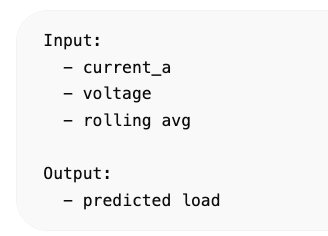 Input:
- current_a
- voltage
- rolling avg
Output:
- predicted load